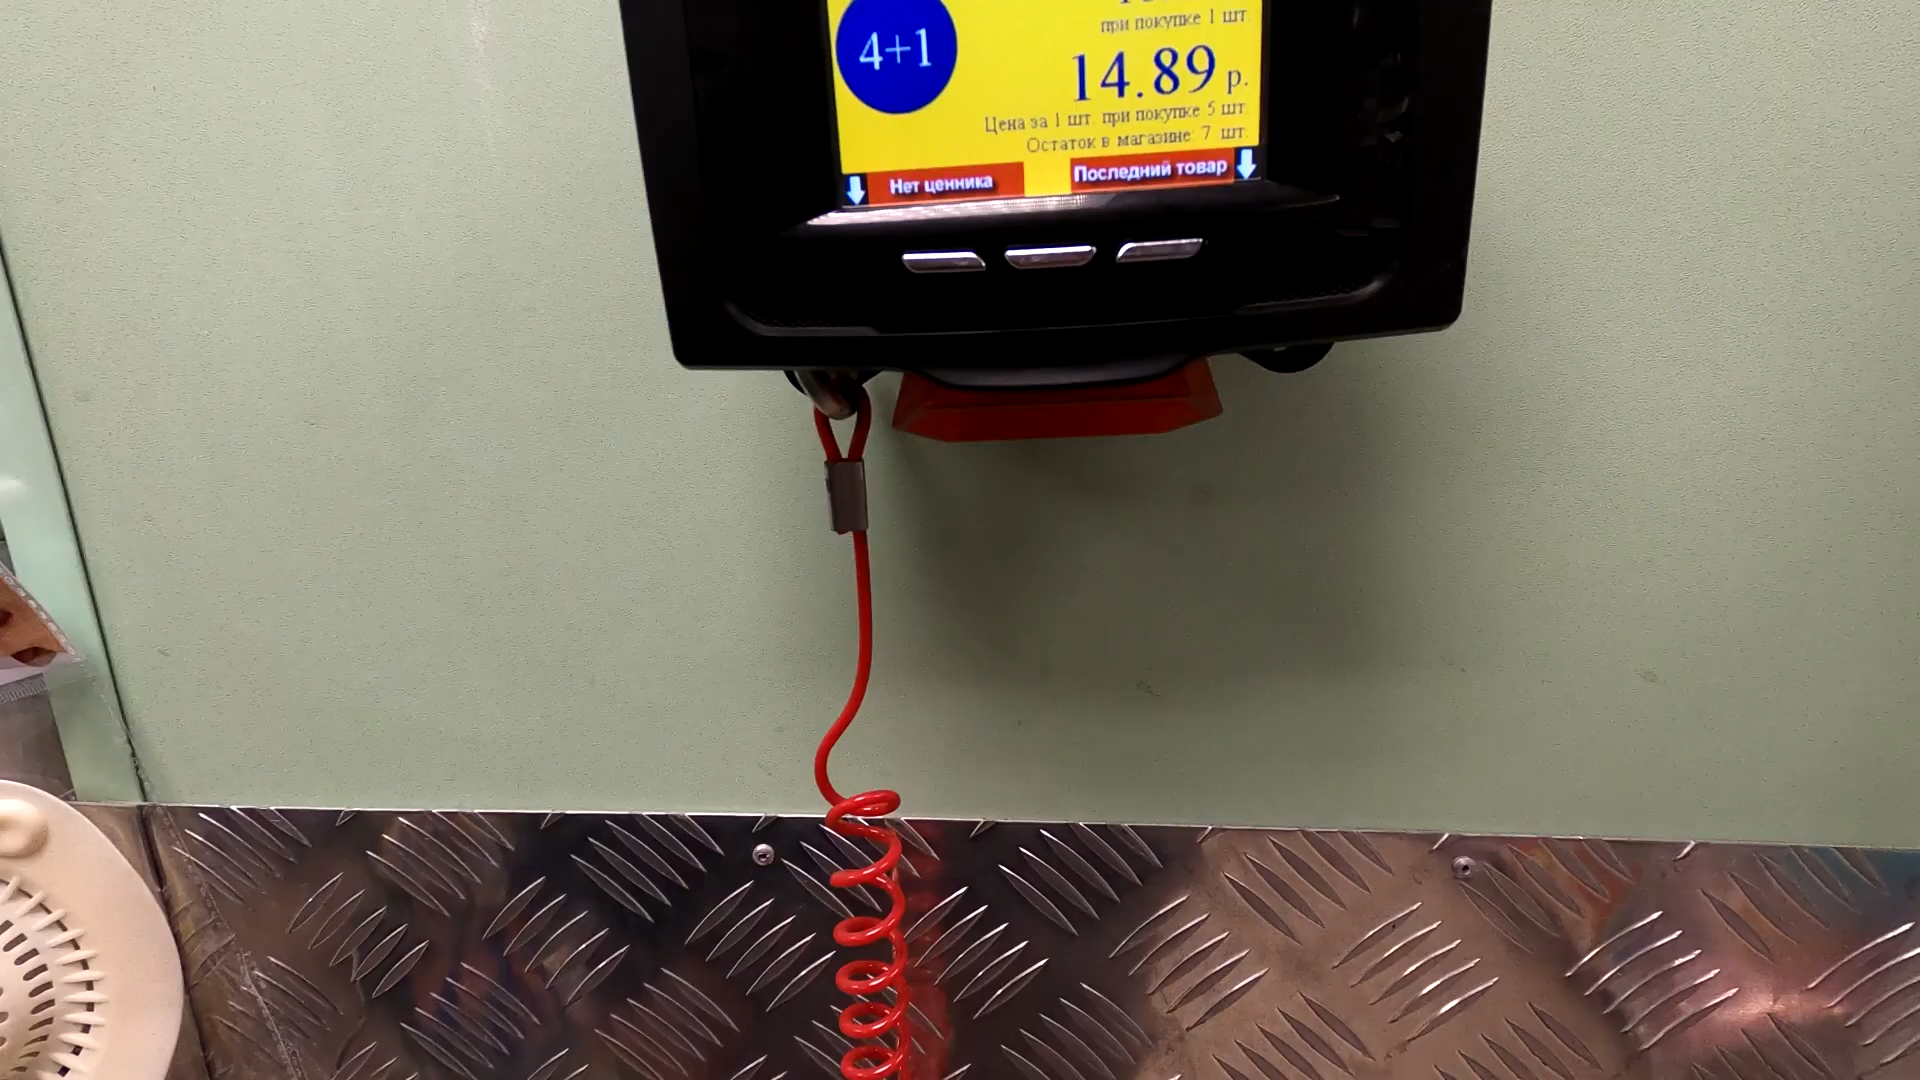 при покупке 1 шт.
4+1
14.89 р.
Цена за 1 шт. при покупке 5 шт.
Остаток в магазине: 7 шт.
Нет ценника
Последний товар